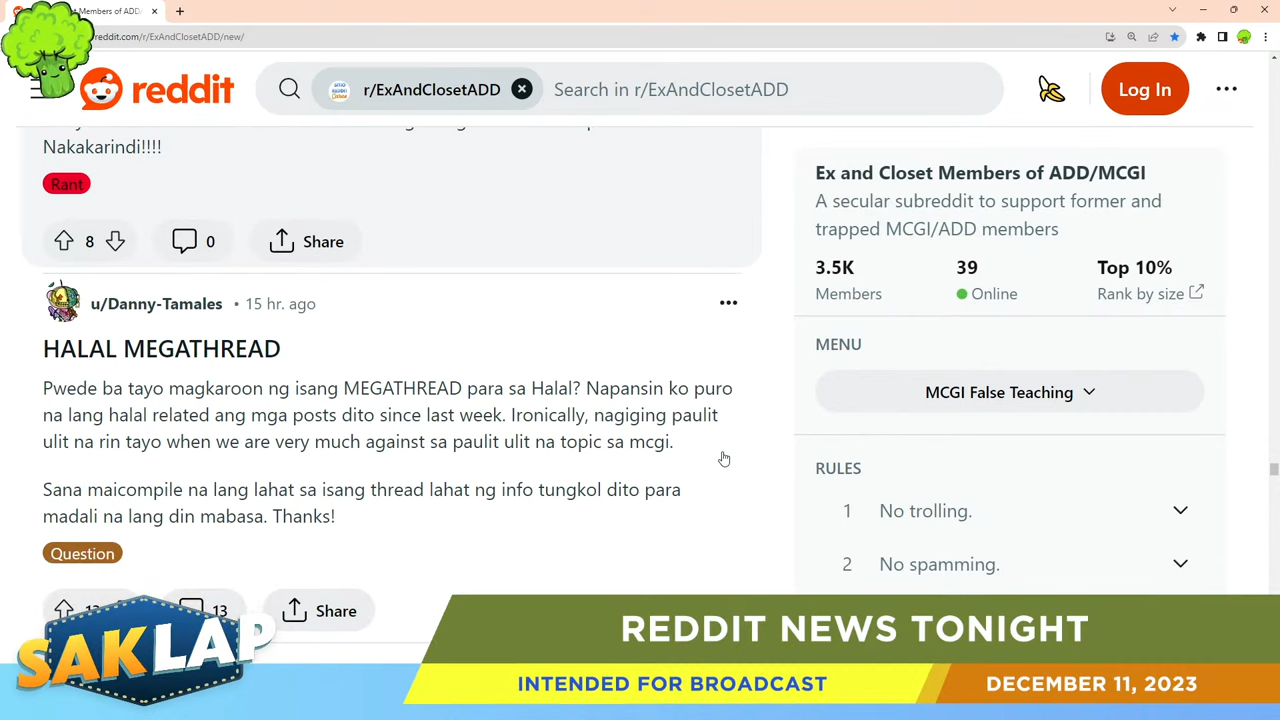 Members of ADD/
reddit.com/r/ExAndClosetADD/new/
reddit
r/ExAndClosetADD
Search in r/ExAndClosetADD
Log In
Nakakarindi!!!!
Rant
8
0
Share
u/Danny-Tamales • 15 hr. ago
HALAL MEGATHREAD
Pwede ba tayo magkaroon ng isang MEGATHREAD para sa Halal? Napansin ko puro
na lang halal related ang mga posts dito since last week. Ironically, nagiging paulit
ulit na rin tayo when we are very much against sa paulit ulit na topic sa mcgi.
Sana maicompile na lang lahat sa isang thread lahat ng info tungkol dito para
madali na lang din mabasa. Thanks!
Question
13
Share
Ex and Closet Members of ADD/MCGI
A secular subreddit to support former and
trapped MCGI/ADD members
3.5K 39 Top 10%
Members Online Rank by size
MENU
MCGI False Teaching
RULES
1 No trolling.
2 No spamming.
SAKLAP
REDDIT NEWS TONIGHT
INTENDED FOR BROADCAST
DECEMBER 11, 2023